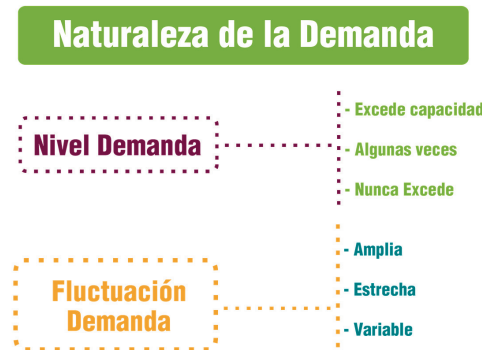 Naturaleza de la Demanda
- Excede capacidad
Nivel Demanda
- Algunas veces
- Nunca Excede
- Amplia
Fluctuación
Demanda
- Estrecha
- Variable